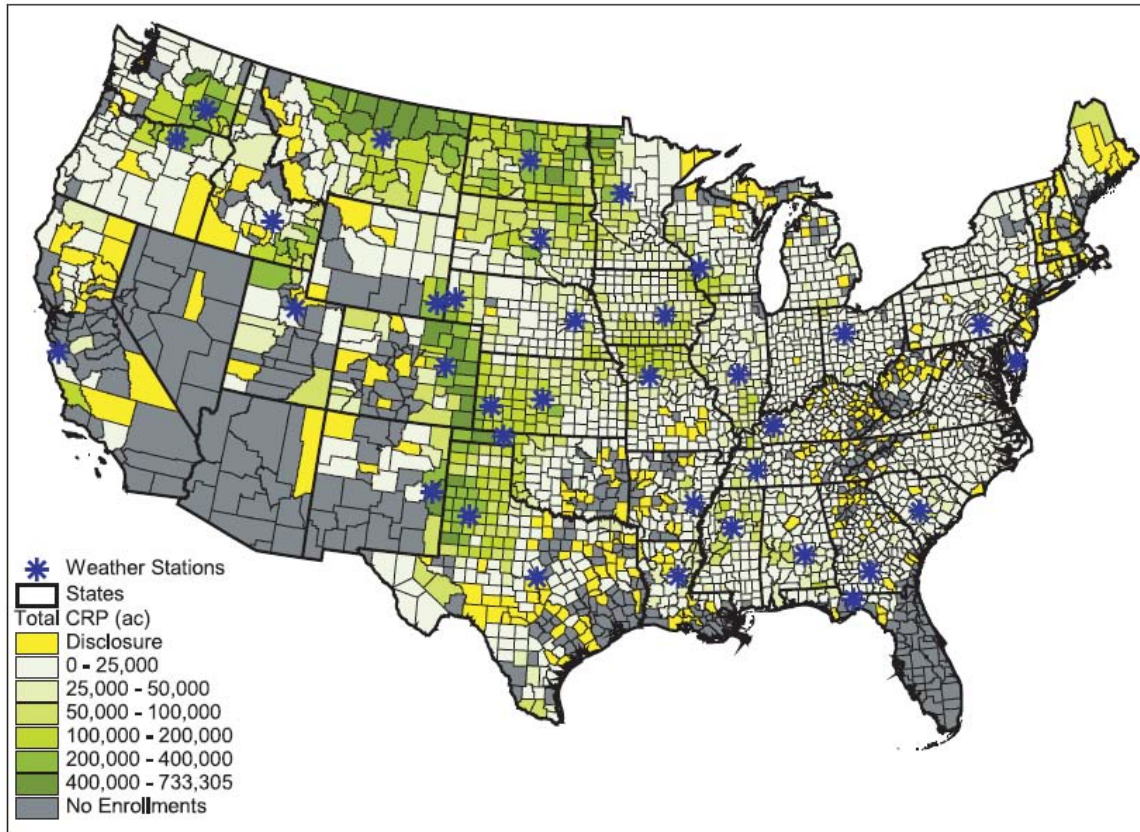 Weather Stations
States
Total CRP (ac)
Disclosure
0 - 25,000
25,000 - 50,000
50,000 - 100,000
100,000 - 200,000
200,000 - 400,000
400,000 - 733,305
No Enrollments